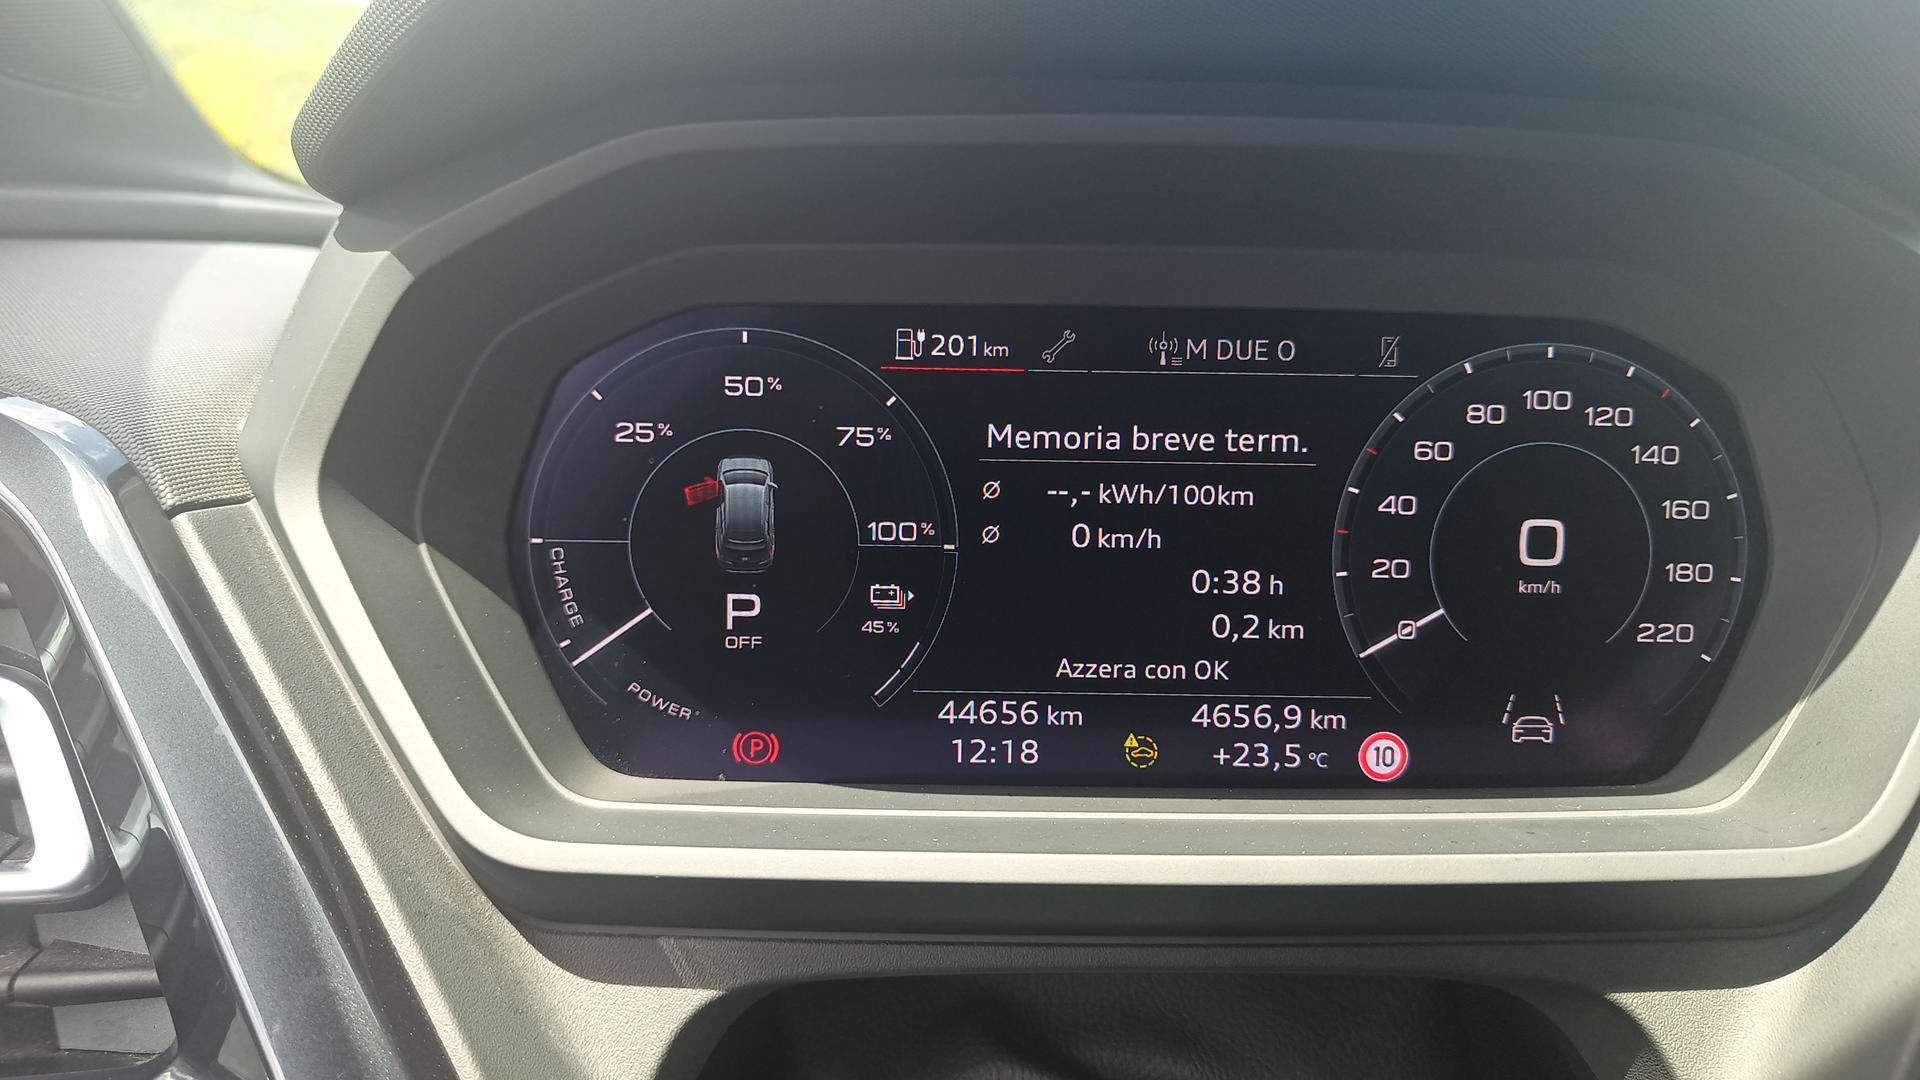 201 km
M DUE O
25%
50%
75%
100%
CHARGE
POWER
P
OFF
45%
Memoria breve term.
Ø --,- kWh/100km
Ø 0 km/h
0:38 h
0,2 km
Azzera con OK
44656 km
4656,9 km
12:18
+23,5 °C
P
10
0
20
40
60
80
100
120
140
160
180
220
0
km/h